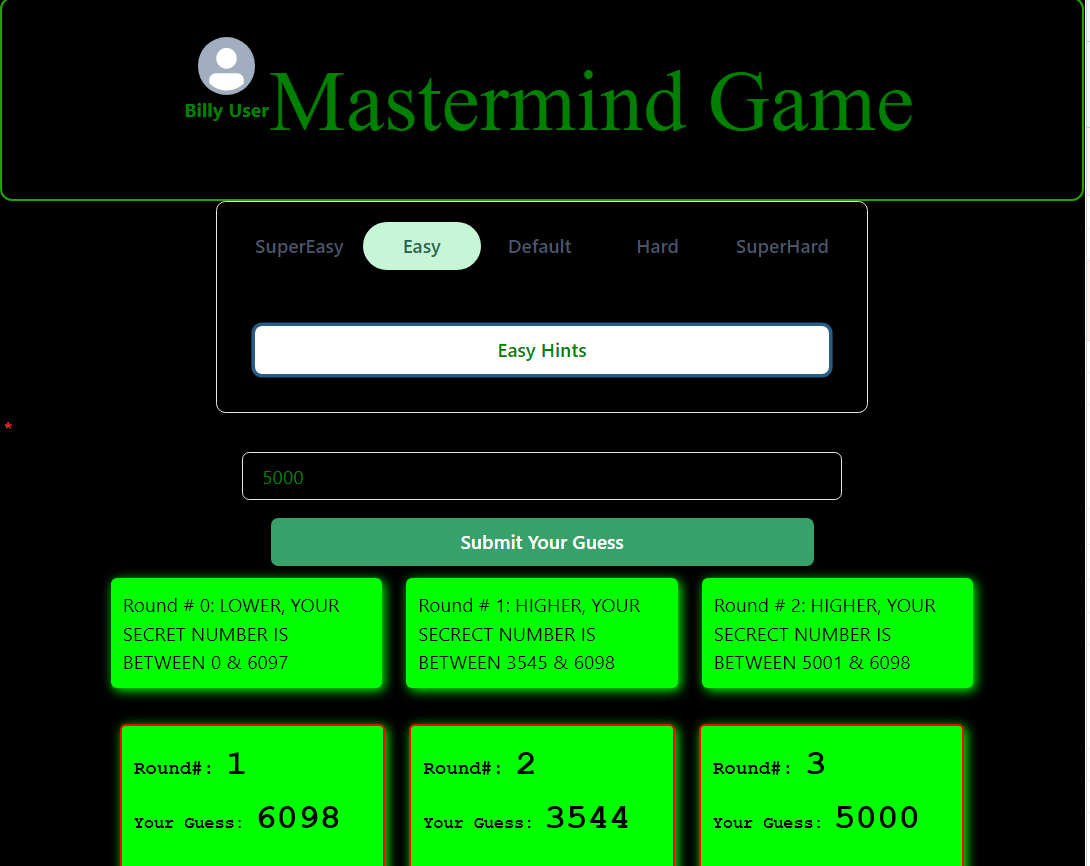 Billy User
Mastermind Game
SuperEasy Easy Default Hard SuperHard
Easy Hints
*
5000
Submit Your Guess
Round # 0: LOWER, YOUR
SECRET NUMBER IS
BETWEEN 0 & 6097
Round # 1: HIGHER, YOUR
SECRECT NUMBER IS
BETWEEN 3545 & 6098
Round # 2: HIGHER, YOUR
SECRECT NUMBER IS
BETWEEN 5001 & 6098
Round#: 1
Your Guess: 6098
Round#: 2
Your Guess: 3544
Round#: 3
Your Guess: 5000